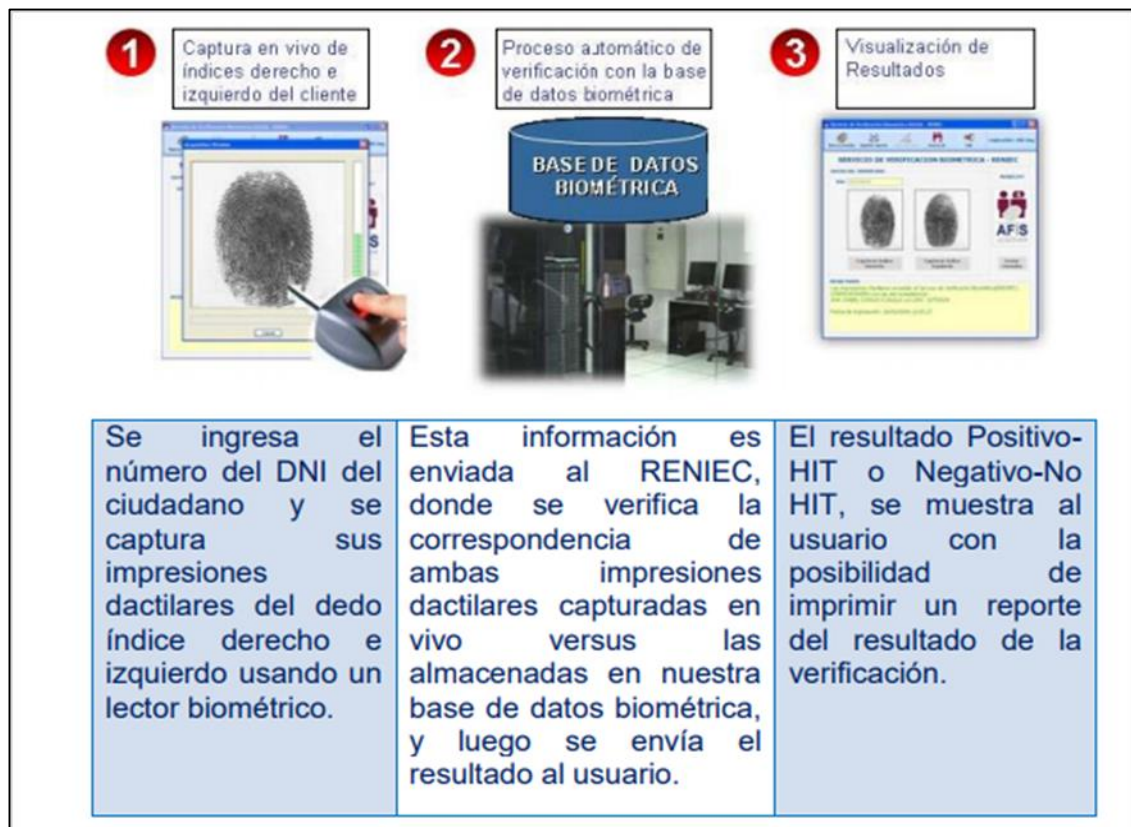 1
Captura en vivo de
índices derecho e
izquierdo del cliente
2
Proceso automático de
verificación con la base
de datos biométrica
3
Visualización de
Resultados
BASE DE DATOS
BIOMÉTRICA
SERVICIO DE VERIFICACION BIOMETRICA - RENIEC
AFIS
Se ingresa el
número del DNI del
ciudadano y se
captura sus
impresiones
dactilares del dedo
índice derecho e
izquierdo usando un
lector biométrico.
Esta información es
enviada al RENIEC,
donde se verifica la
correspondencia de
ambas impresiones
dactilares capturadas en
vivo versus las
almacenadas en nuestra
base de datos biométrica,
y luego se envía el
resultado al usuario.
El resultado Positivo-
HIT o Negativo-No
HIT, se muestra al
usuario con la
posibilidad de
imprimir un reporte
del resultado de la
verificación.